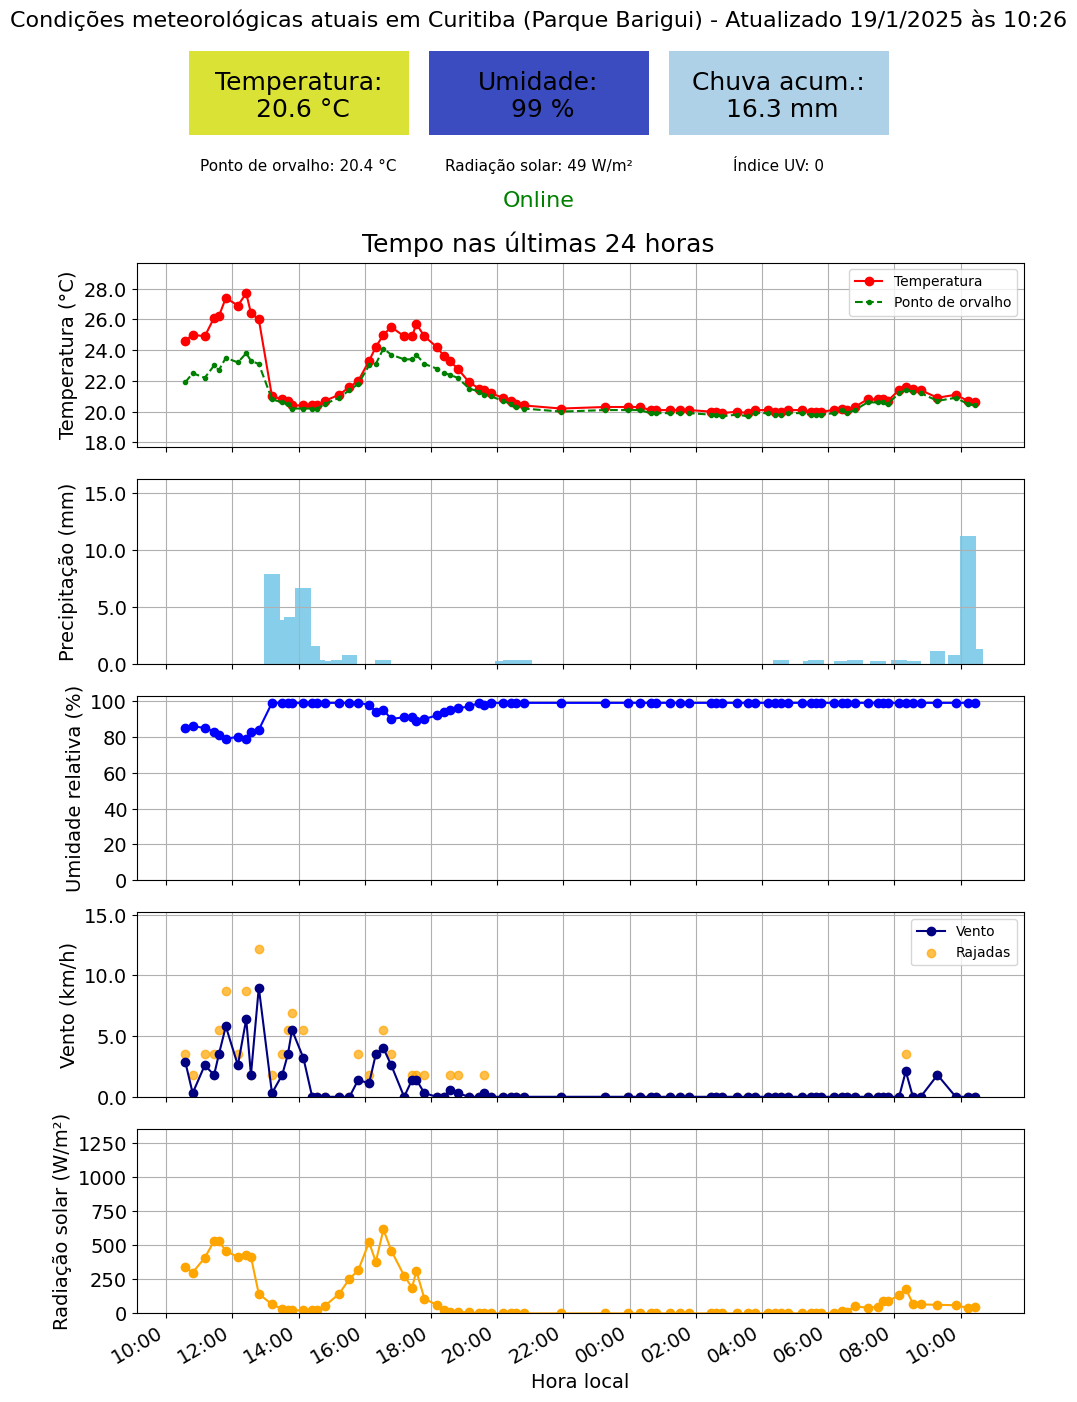 Condições meteorológicas atuais em Curitiba (Parque Barigui) - Atualizado 19/1/2025 às 10:26
Temperatura:
20.6 °C
Umidade:
99 %
Chuva acum.:
16.3 mm
Ponto de orvalho: 20.4 °C
Radiação solar: 49 W/m²
Índice UV: 0
Online
Tempo nas últimas 24 horas
Temperatura (°C)
28.0
26.0
24.0
22.0
20.0
18.0
Temperatura
Ponto de orvalho
Precipitação (mm)
15.0
10.0
5.0
0.0
Umidade relativa (%)
100
80
60
40
20
0
Vento (km/h)
15.0
10.0
5.0
0.0
Vento
Rajadas
Radiação solar (W/m²)
1250
1000
750
500
250
0
10:00
12:00
14:00
16:00
18:00
20:00
22:00
00:00
02:00
04:00
06:00
08:00
10:00
Hora local